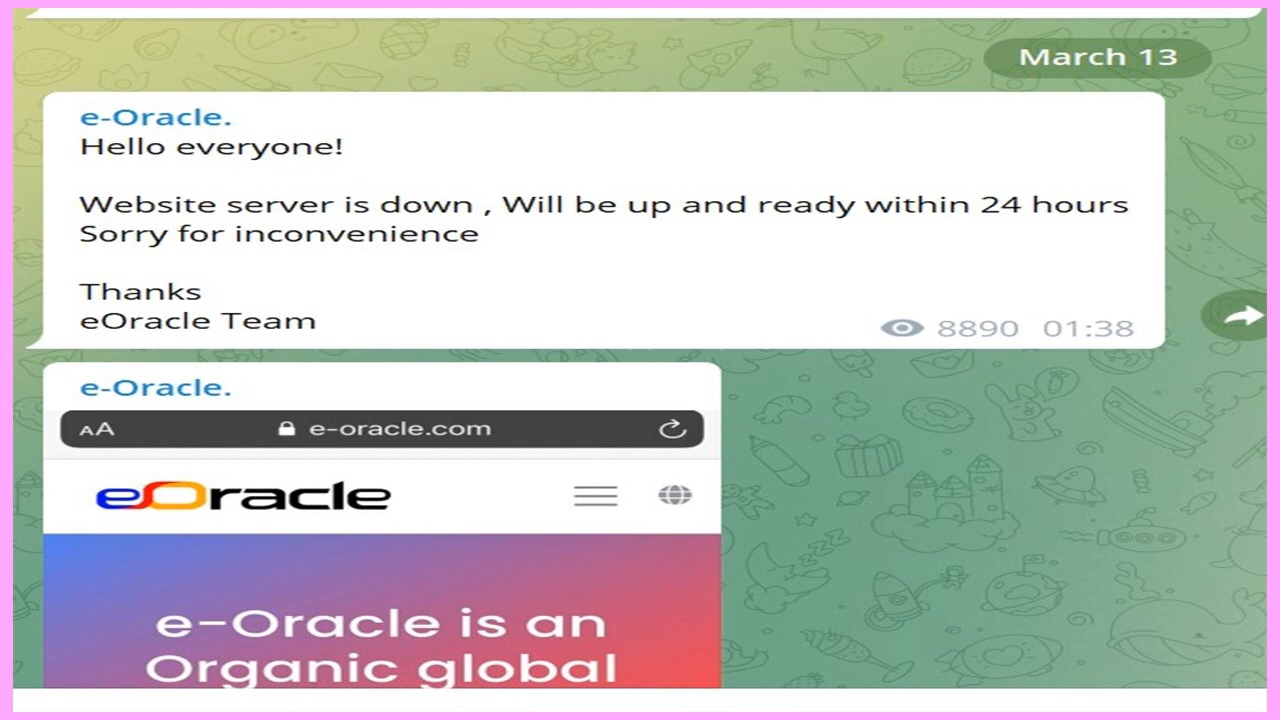 March 13
e-Oracle.
Hello everyone!
Website server is down , Will be up and ready within 24 hours
Sorry for inconvenience
Thanks
eOracle Team
8890 01:38
e-Oracle.
AA e-oracle.com
eOracle
e-Oracle is an
Organic global